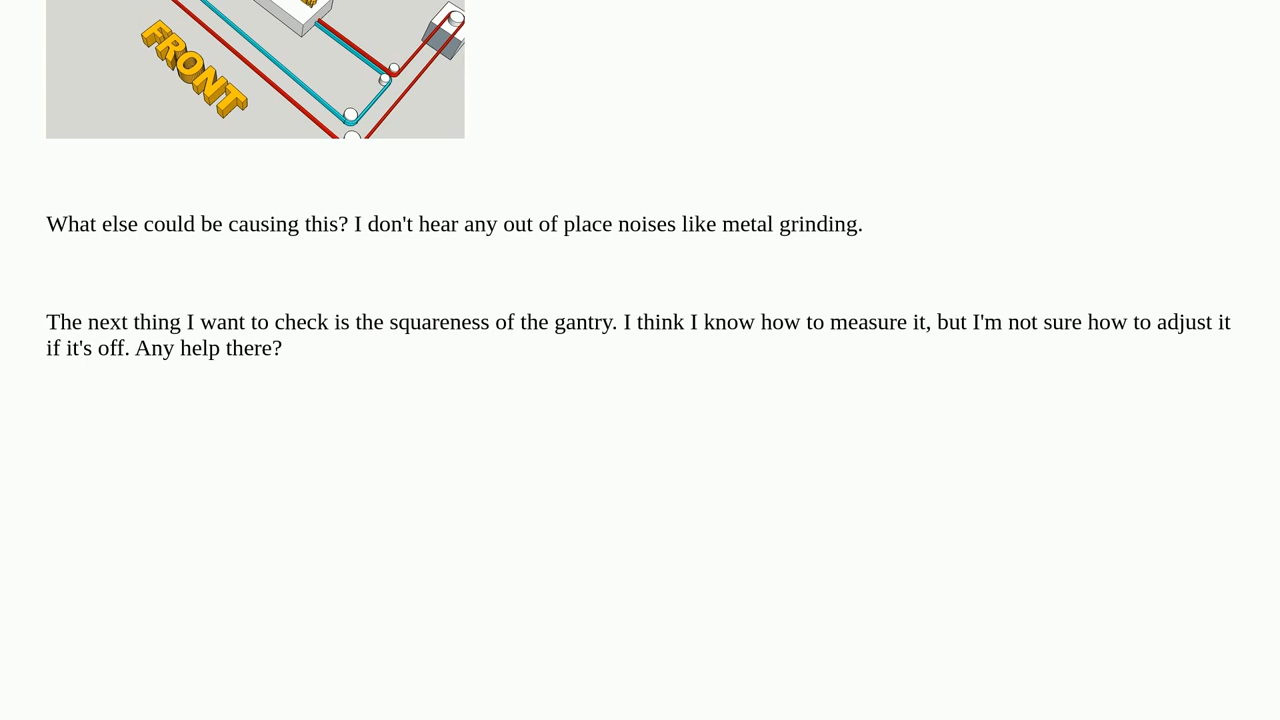 FRONT
What else could be causing this? I don't hear any out of place noises like metal grinding.
The next thing I want to check is the squareness of the gantry. I think I know how to measure it, but I'm not sure how to adjust it
if it's off. Any help there?